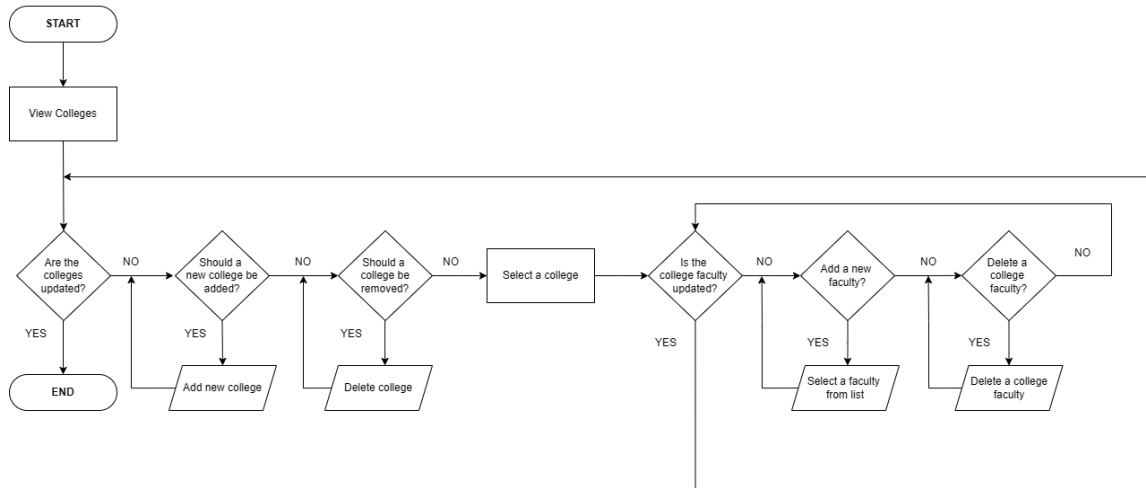 START
View Colleges
Are the
colleges
updated?
NO
YES
END
Should a
new college be
added?
NO
YES
Add new college
Should a
college be
removed?
NO
YES
Delete college
Select a college
Is the
college faculty
updated?
NO
YES
Add a new
faculty?
NO
YES
Select a faculty
from list
Delete a
college
faculty?
NO
YES
Delete a college
faculty